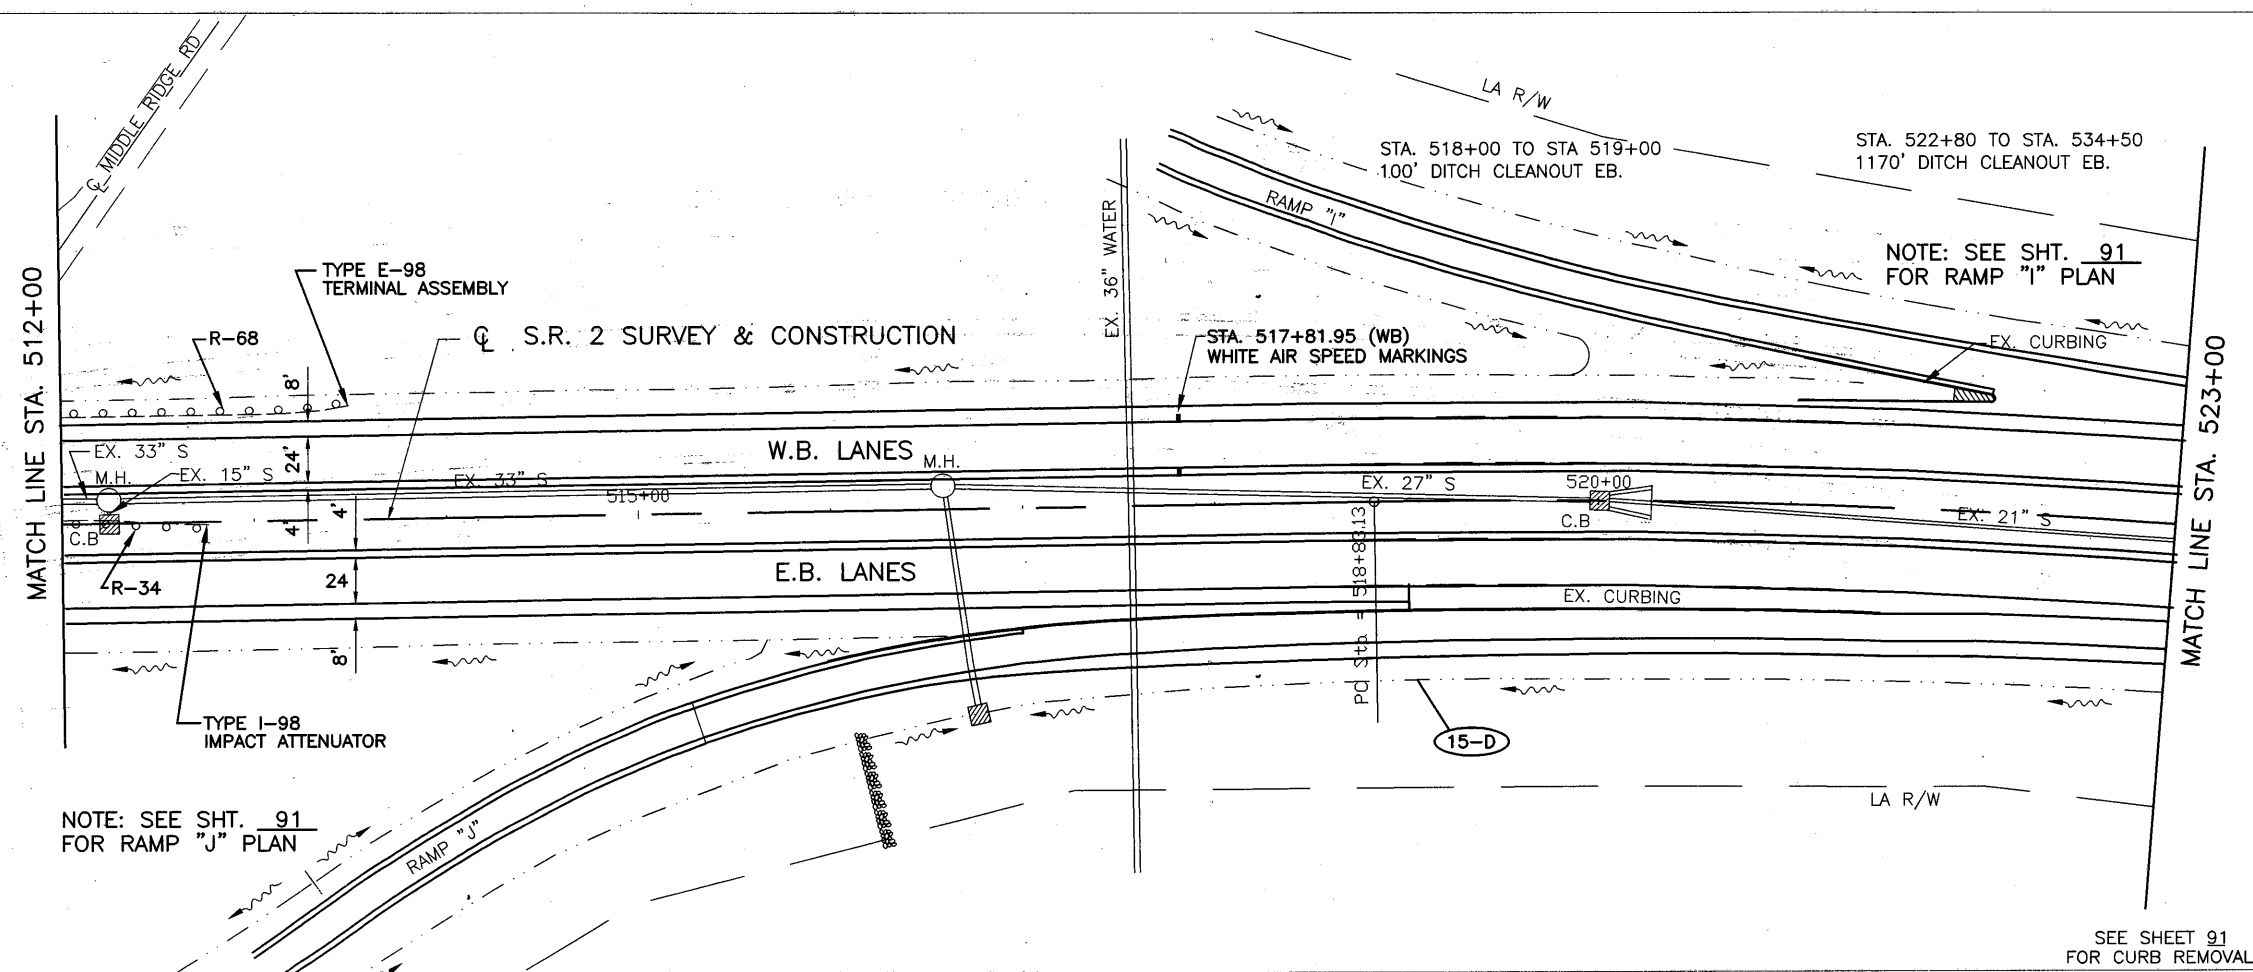 ℄ MIDDLE RIDGE RD
LA R/W
STA. 518+00 TO STA 519+00
100' DITCH CLEANOUT EB.
STA. 522+80 TO STA. 534+50
1170' DITCH CLEANOUT EB.
RAMP "I"
EX. 36" WATER
NOTE: SEE SHT. 91
FOR RAMP "I" PLAN
MATCH LINE STA. 512+00
TYPE E-98
TERMINAL ASSEMBLY
R-68
℄ S.R. 2 SURVEY & CONSTRUCTION
STA. 517+81.95 (WB)
WHITE AIR SPEED MARKINGS
EX. CURBING
MATCH LINE STA. 523+00
8'
EX. 33" S
24'
W.B. LANES
M.H.
EX. 15" S
EX. 33" S
M.H.
515+00
EX. 27" S
520+00
C.B
EX. 21" S
4'
4'
C.B
R-34
24
E.B. LANES
EX. CURBING
PC Sta = 518+83.13
8'
TYPE I-98
IMPACT ATTENUATOR
15-D
LA R/W
NOTE: SEE SHT. 91
FOR RAMP "J" PLAN
RAMP "J"
SEE SHEET 91
FOR CURB REMOVAL